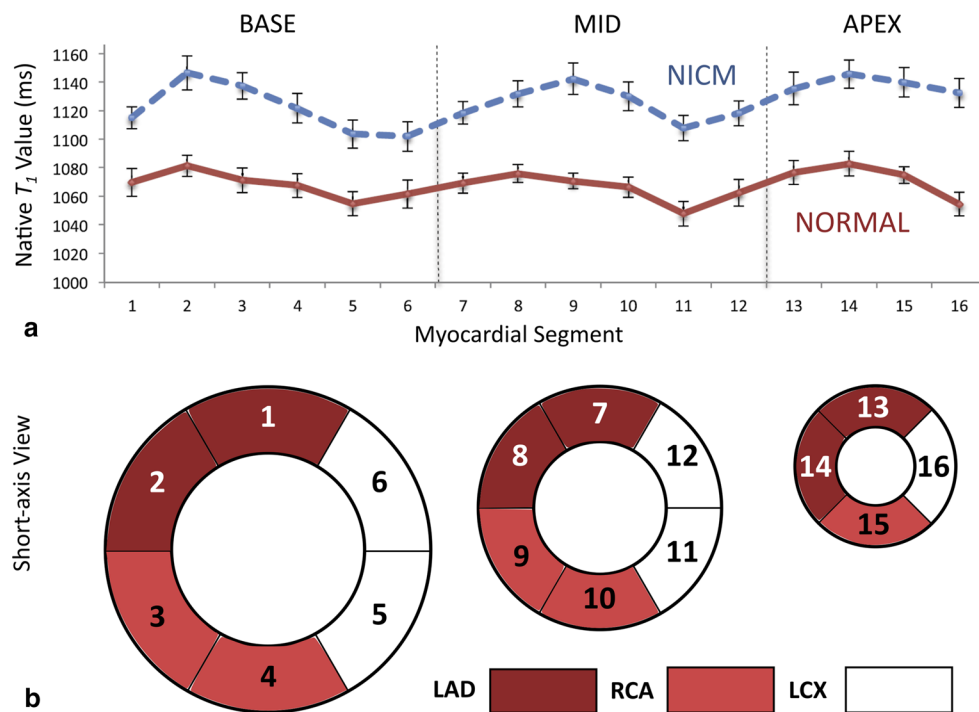 BASE MID APEX
Native T1 Value (ms)
1160
1140
1120
1100
1080
1060
1040
1020
1000
NICM
NORMAL
1 2 3 4 5 6 7 8 9 10 11 12 13 14 15 16
Myocardial Segment
a
Short-axis View
1
2
3
4
5
6
7
8
9
10
11
12
13
14
15
16
LAD RCA LCX
b